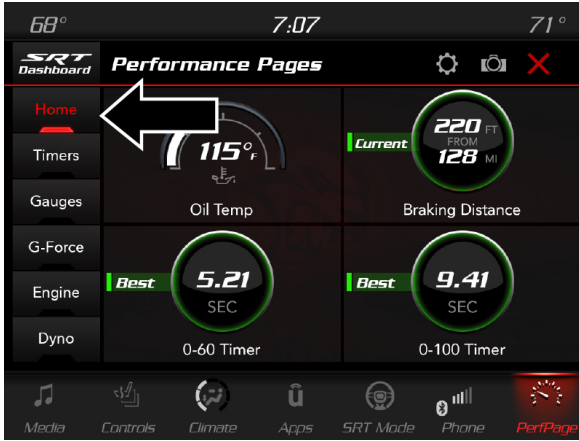 68°
7:07
71°
SRT
Dashboard
Performance Pages
Home
Timers
Gauges
G-Force
Engine
Dyno
115°F
Oil Temp
Current
220 FT
FROM
128 MI
Braking Distance
Best
5.21
SEC
0-60 Timer
Best
9.41
SEC
0-100 Timer
Media
Controls
Climate
û
Apps
SRT Mode
Phone
PerfPage